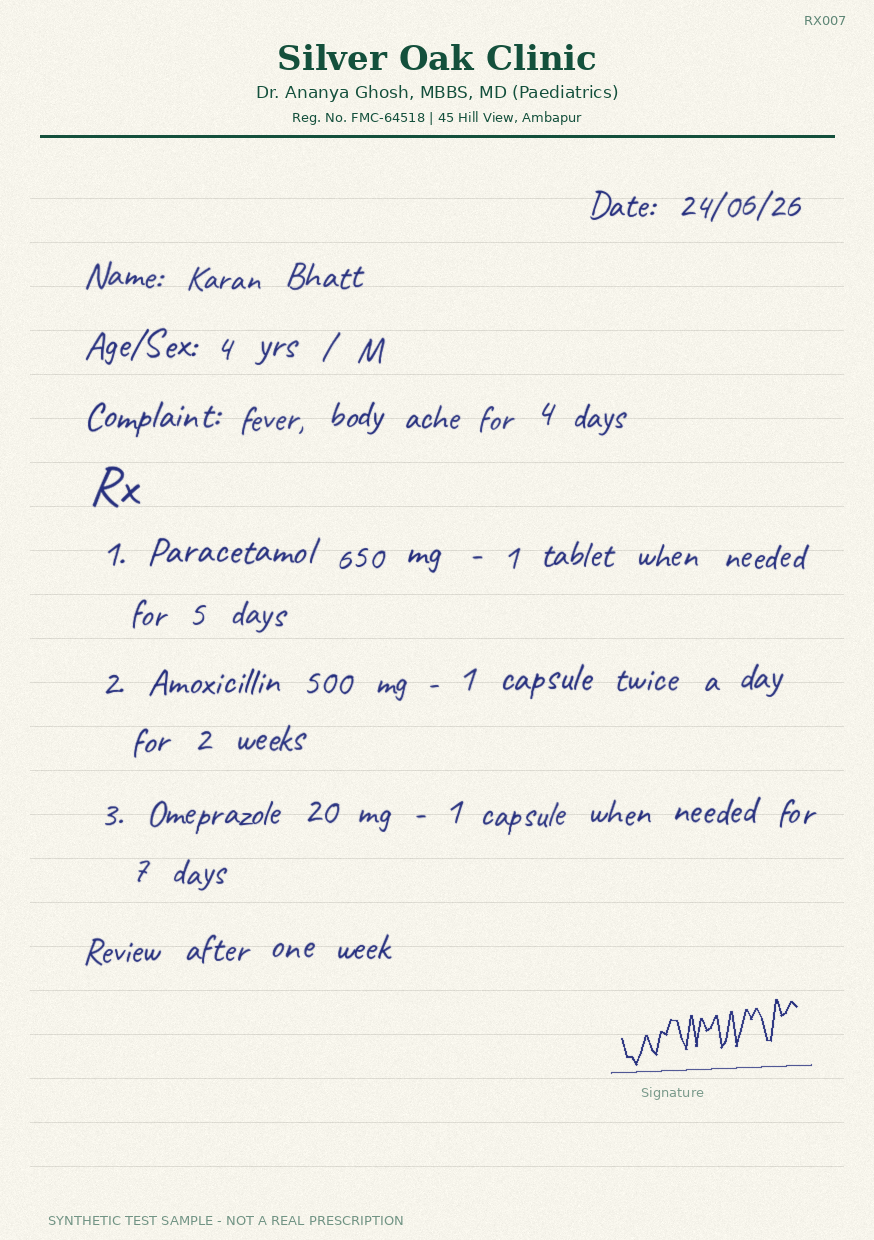 RX007
Silver Oak Clinic
Dr. Ananya Ghosh, MBBS, MD (Paediatrics)
Reg. No. FMC-64518 | 45 Hill View, Ambapur
Date: 24/06/26
Name: Karan Bhatt
Age/Sex: 4 yrs / M
Complaint: fever, body ache for 4 days
Rx
1. Paracetamol 650 mg - 1 tablet when needed
for 5 days
2. Amoxicillin 500 mg - 1 capsule twice a day
for 2 weeks
3. Omeprazole 20 mg - 1 capsule when needed for
7 days
Review after one week
Signature
SYNTHETIC TEST SAMPLE - NOT A REAL PRESCRIPTION